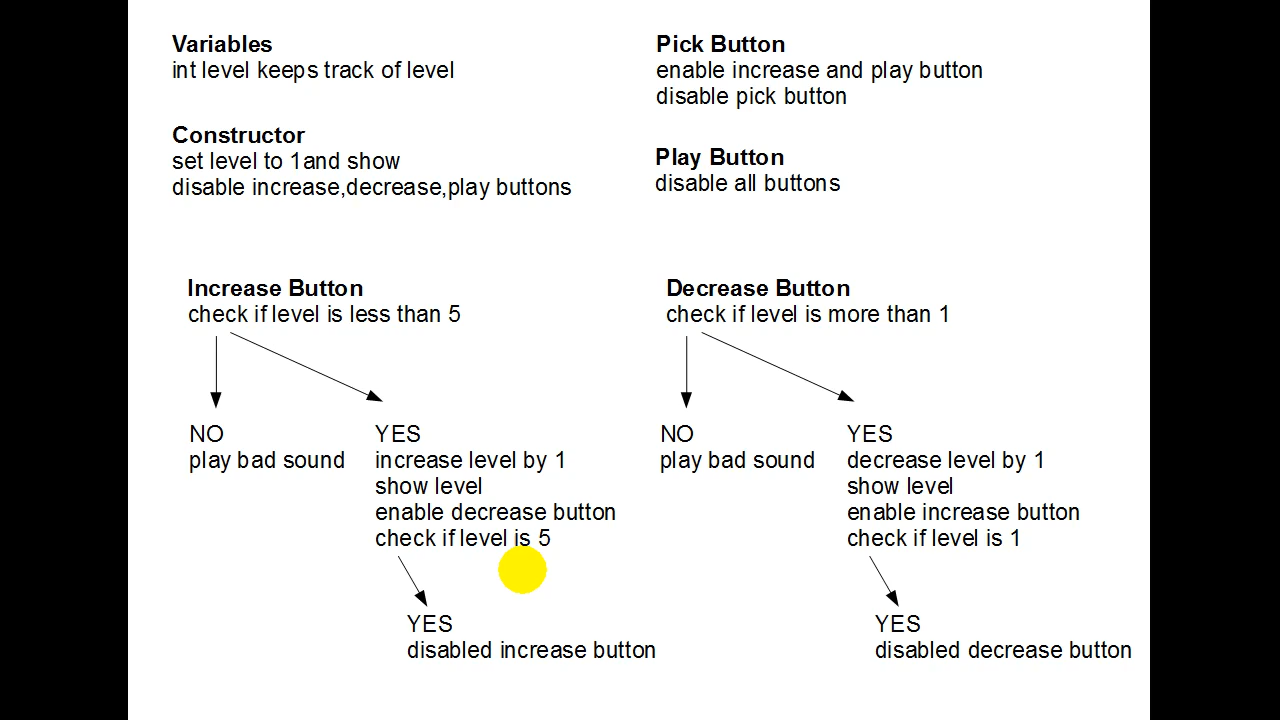 Variables
int level keeps track of level
Constructor
set level to 1and show
disable increase,decrease,play buttons
Pick Button
enable increase and play button
disable pick button
Play Button
disable all buttons
Increase Button
check if level is less than 5
NO
play bad sound
YES
increase level by 1
show level
enable decrease button
check if level is 5
YES
disabled increase button
Decrease Button
check if level is more than 1
NO
play bad sound
YES
decrease level by 1
show level
enable increase button
check if level is 1
YES
disabled decrease button